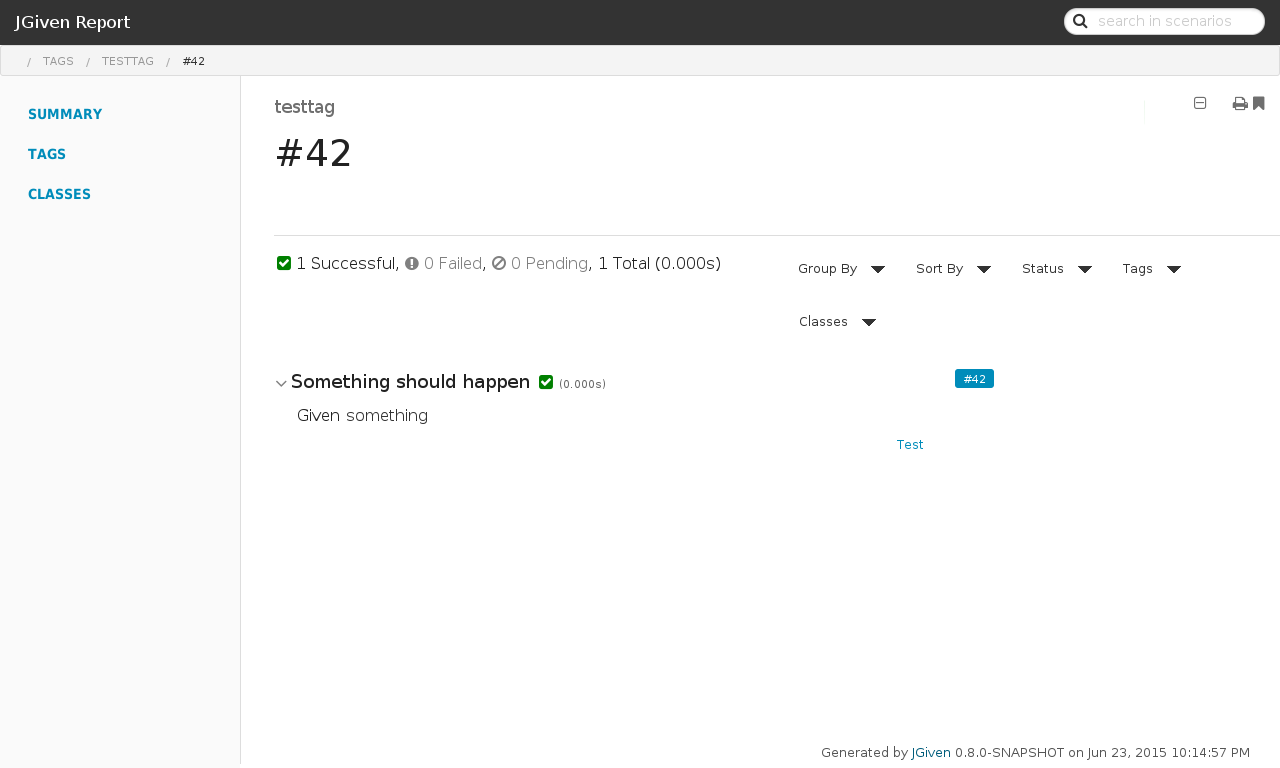 JGiven Report
search in scenarios
/ TAGS / TESTTAG / #42
SUMMARY
TAGS
CLASSES
testtag
#42
1 Successful, 0 Failed, 0 Pending, 1 Total (0.000s)
Group By Sort By Status Tags
Classes
Something should happen (0.000s) #42
Given something
Test
Generated by JGiven 0.8.0-SNAPSHOT on Jun 23, 2015 10:14:57 PM